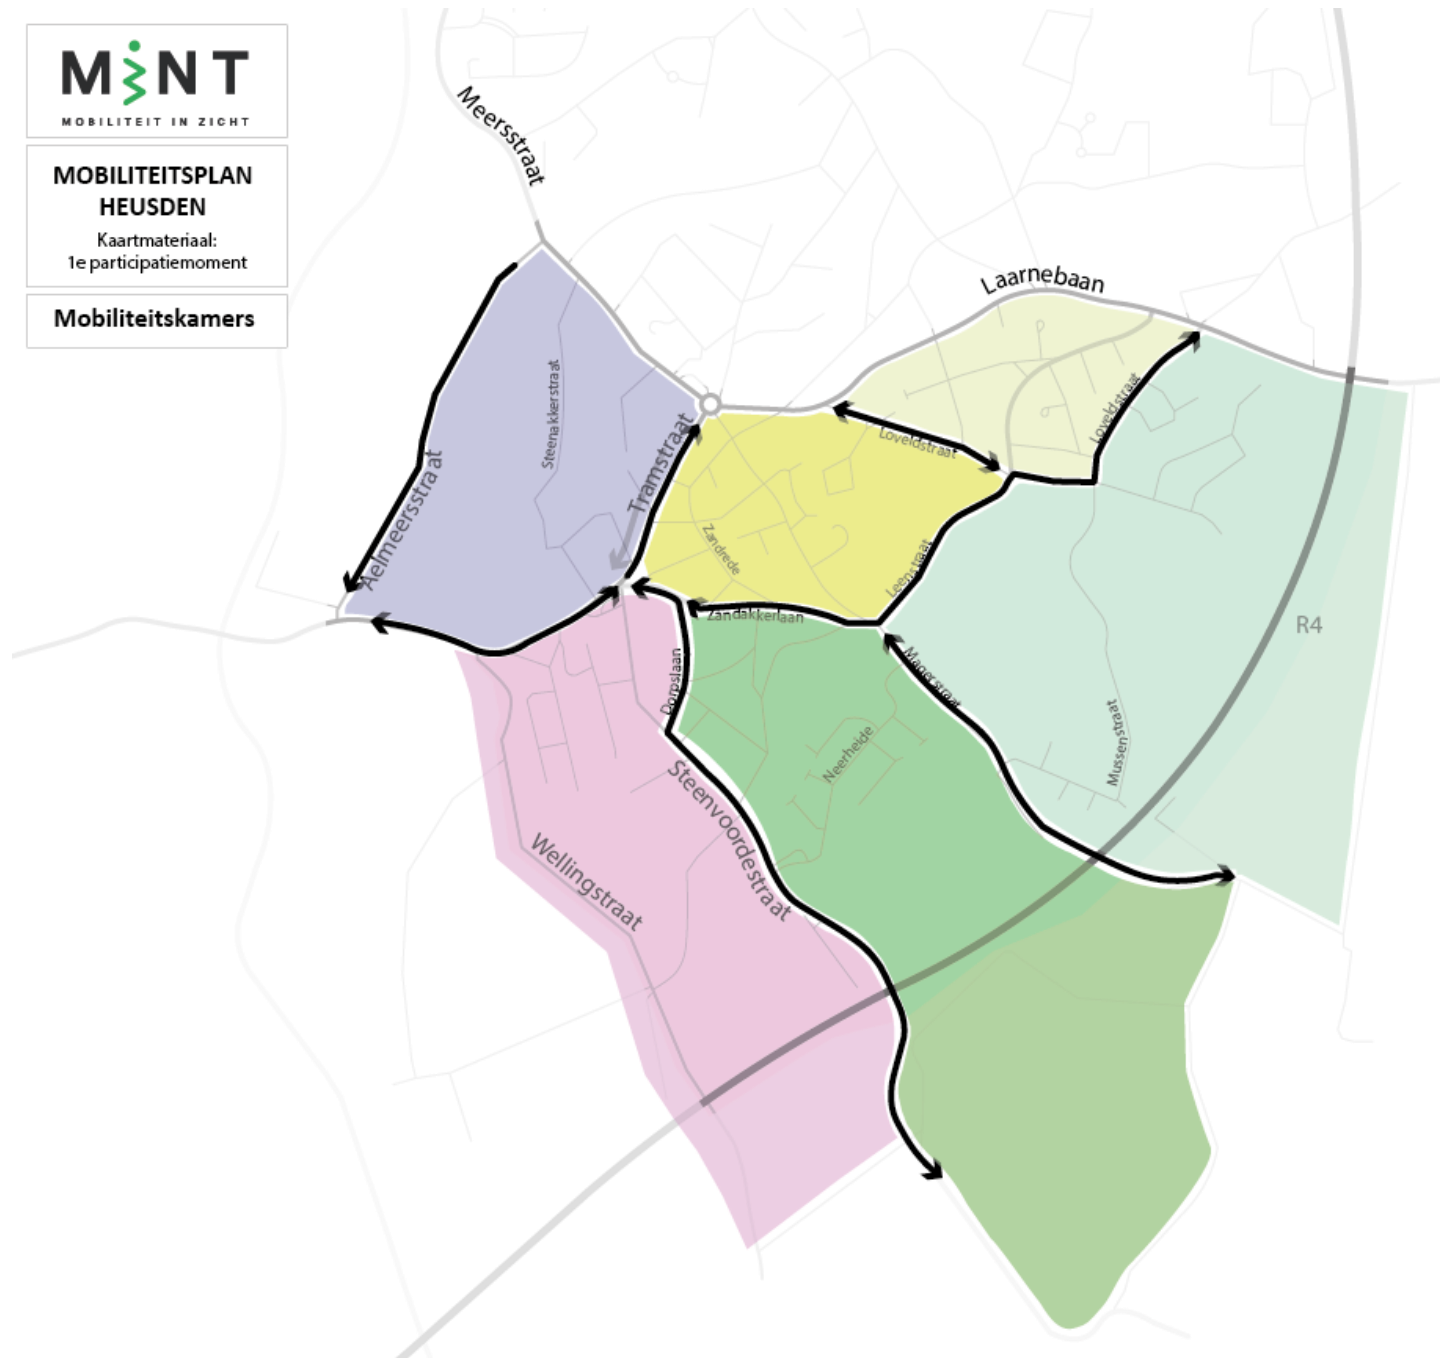 MINT
MOBILITEIT IN ZICHT
MOBILITEITSPLAN
HEUSDEN
Kaartmateriaal:
1e participatiemoment
Mobiliteitskamers
Meersstraat
Laarnebaan
Steenakkerstraat
Tramstraat
Loveldstraat
Loveldstraat
Aelmeersstraat
Zandrede
Leenstraat
Zandakkerlaan
R4
Dorpslaan
Magerstraat
Mussenstraat
Neerheide
Steenvoordestraat
Wellingstraat